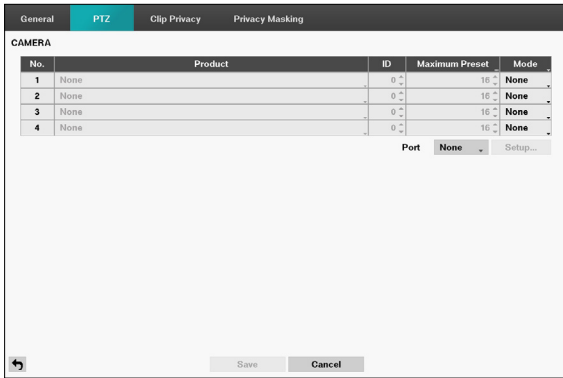 General PTZ Clip Privacy Privacy Masking
CAMERA
No. Product ID Maximum Preset Mode
1 None 0 16 None
2 None 0 16 None
3 None 0 16 None
4 None 0 16 None
Port None Setup...
Save Cancel